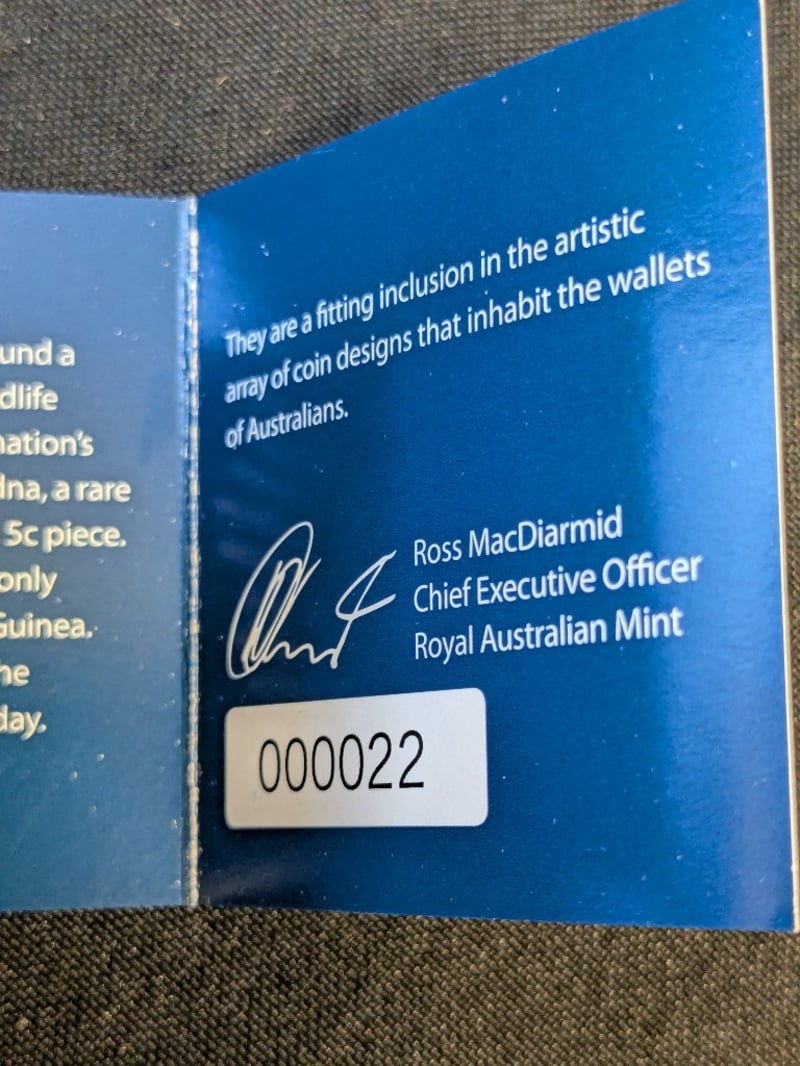 und a
dlife
nation's
dna, a rare
5c piece.
only
Guinea.
he
day.
They are a fitting inclusion in the artistic
array of coin designs that inhabit the wallets
of Australians.
Ross MacDiarmid
Chief Executive Officer
Royal Australian Mint
000022